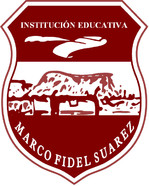 INSTITUCIÓN EDUCATIVA
MARCO FIDEL SUAREZ